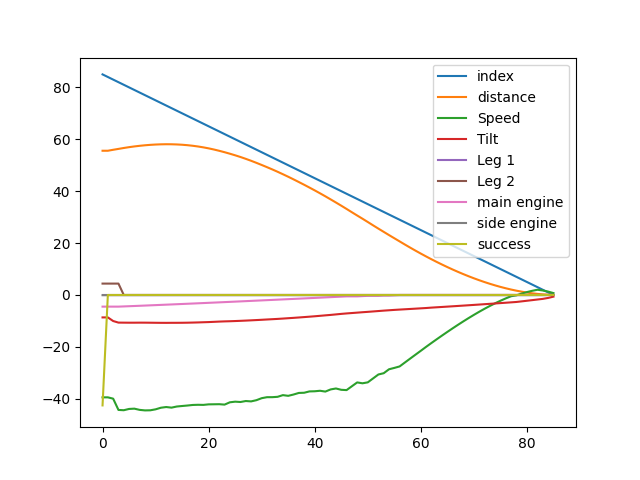 80
60
40
20
0
−20
−40
0
20
40
60
80
index
distance
Speed
Tilt
Leg 1
Leg 2
main engine
side engine
success